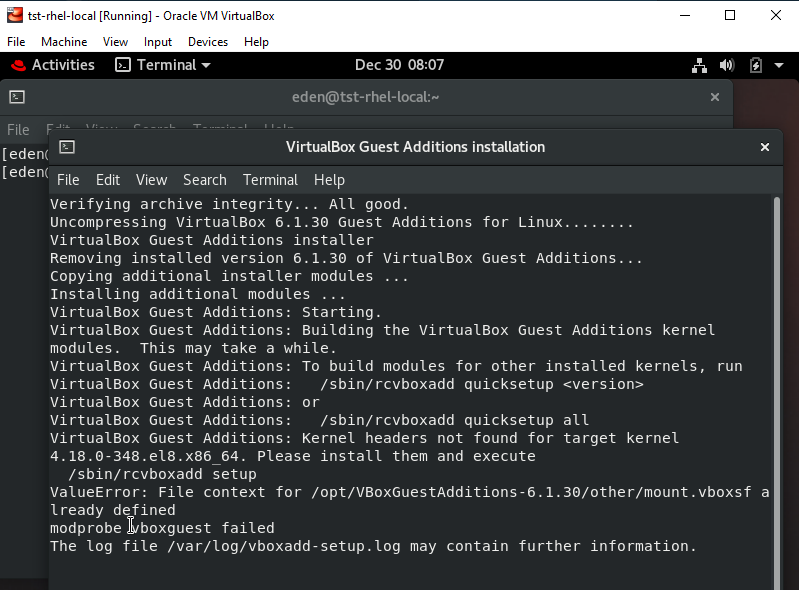 tst-rhel-local [Running] - Oracle VM VirtualBox
File Machine View Input Devices Help
Activities Terminal Dec 30 08:07
eden@tst-rhel-local:~
File Edit View Search Terminal Help
[eden@
[eden@
VirtualBox Guest Additions installation
File Edit View Search Terminal Help
Verifying archive integrity... All good.
Uncompressing VirtualBox 6.1.30 Guest Additions for Linux........
VirtualBox Guest Additions installer
Removing installed version 6.1.30 of VirtualBox Guest Additions...
Copying additional installer modules ...
Installing additional modules ...
VirtualBox Guest Additions: Starting.
VirtualBox Guest Additions: Building the VirtualBox Guest Additions kernel
modules.  This may take a while.
VirtualBox Guest Additions: To build modules for other installed kernels, run
VirtualBox Guest Additions:   /sbin/rcvboxadd quicksetup <version>
VirtualBox Guest Additions: or
VirtualBox Guest Additions:   /sbin/rcvboxadd quicksetup all
VirtualBox Guest Additions: Kernel headers not found for target kernel
4.18.0-348.el8.x86_64. Please install them and execute
  /sbin/rcvboxadd setup
ValueError: File context for /opt/VBoxGuestAdditions-6.1.30/other/mount.vboxsf a
lready defined
modprobe vboxguest failed
The log file /var/log/vboxadd-setup.log may contain further information.